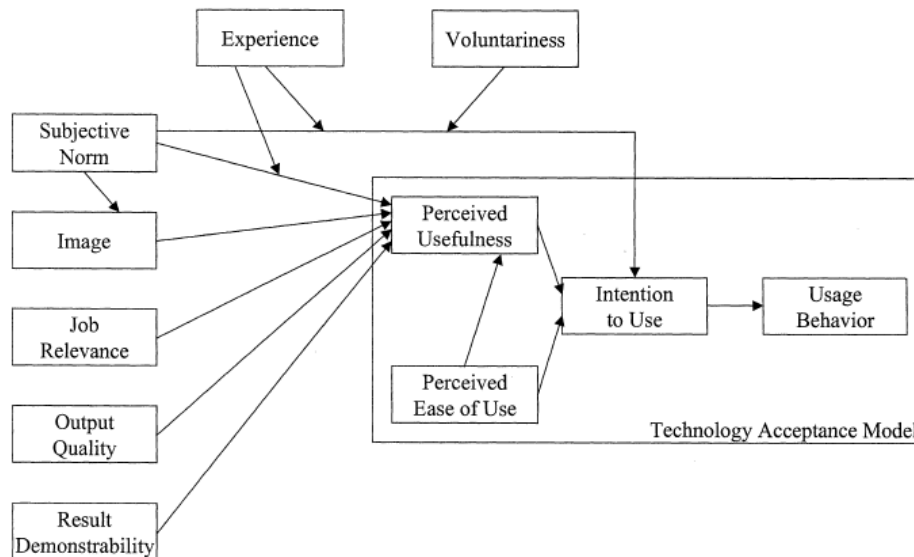 Experience
Voluntariness
Subjective
Norm
Image
Job
Relevance
Output
Quality
Result
Demonstrability
Perceived
Usefulness
Perceived
Ease of Use
Intention
to Use
Usage
Behavior
Technology Acceptance Model